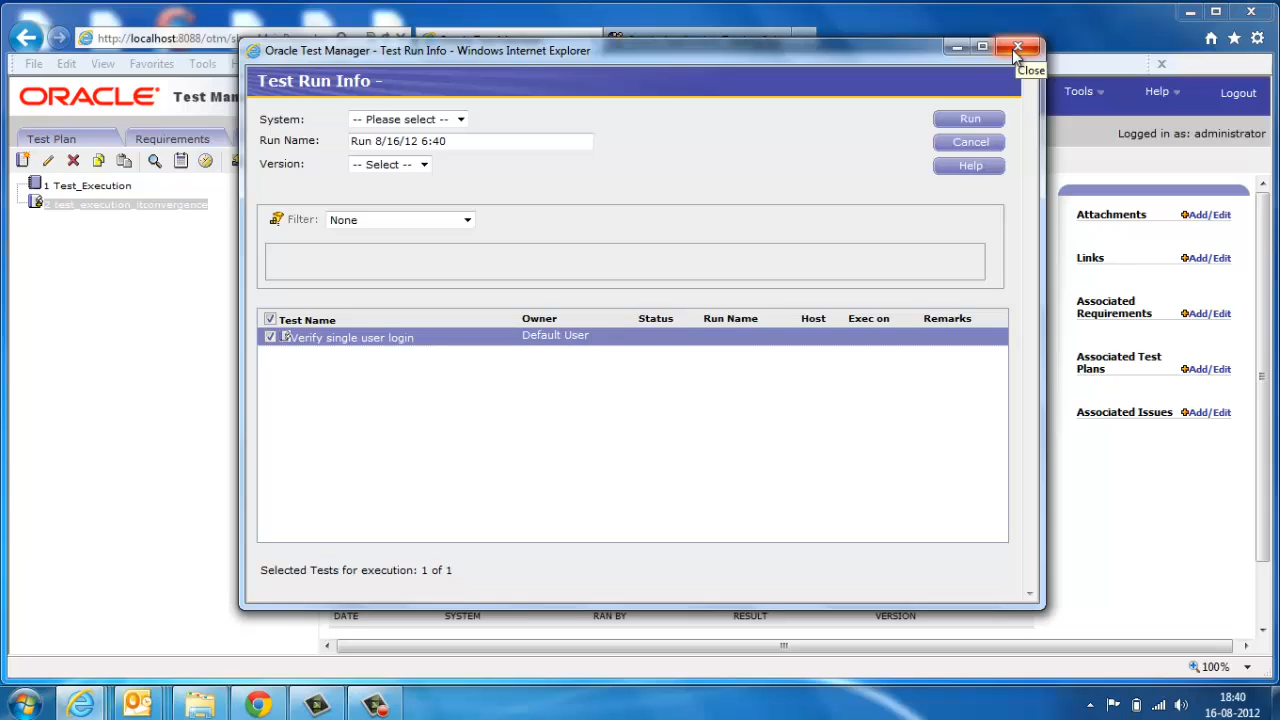 http://localhost:8088/otm/s
File Edit View Favorites Tools
Oracle Test Manager - Test Run Info - Windows Internet Explorer
Close
ORACLE Test Man
Tools Help Logout
Logged in as: administrator
Test Plan Requirements
1 Test_Execution
2 test_execution_itconvergence
Test Run Info -
System: -- Please select --
Run Name: Run 8/16/12 6:40
Version: -- Select --
Run
Cancel
Help
Filter: None
Test Name Owner Status Run Name Host Exec on Remarks
Verify single user login Default User
Selected Tests for execution: 1 of 1
Attachments Add/Edit
Links Add/Edit
Associated Requirements Add/Edit
Associated Test Plans Add/Edit
Associated Issues Add/Edit
DATE SYSTEM RAN BY RESULT VERSION
100%
18:40
16-08-2012